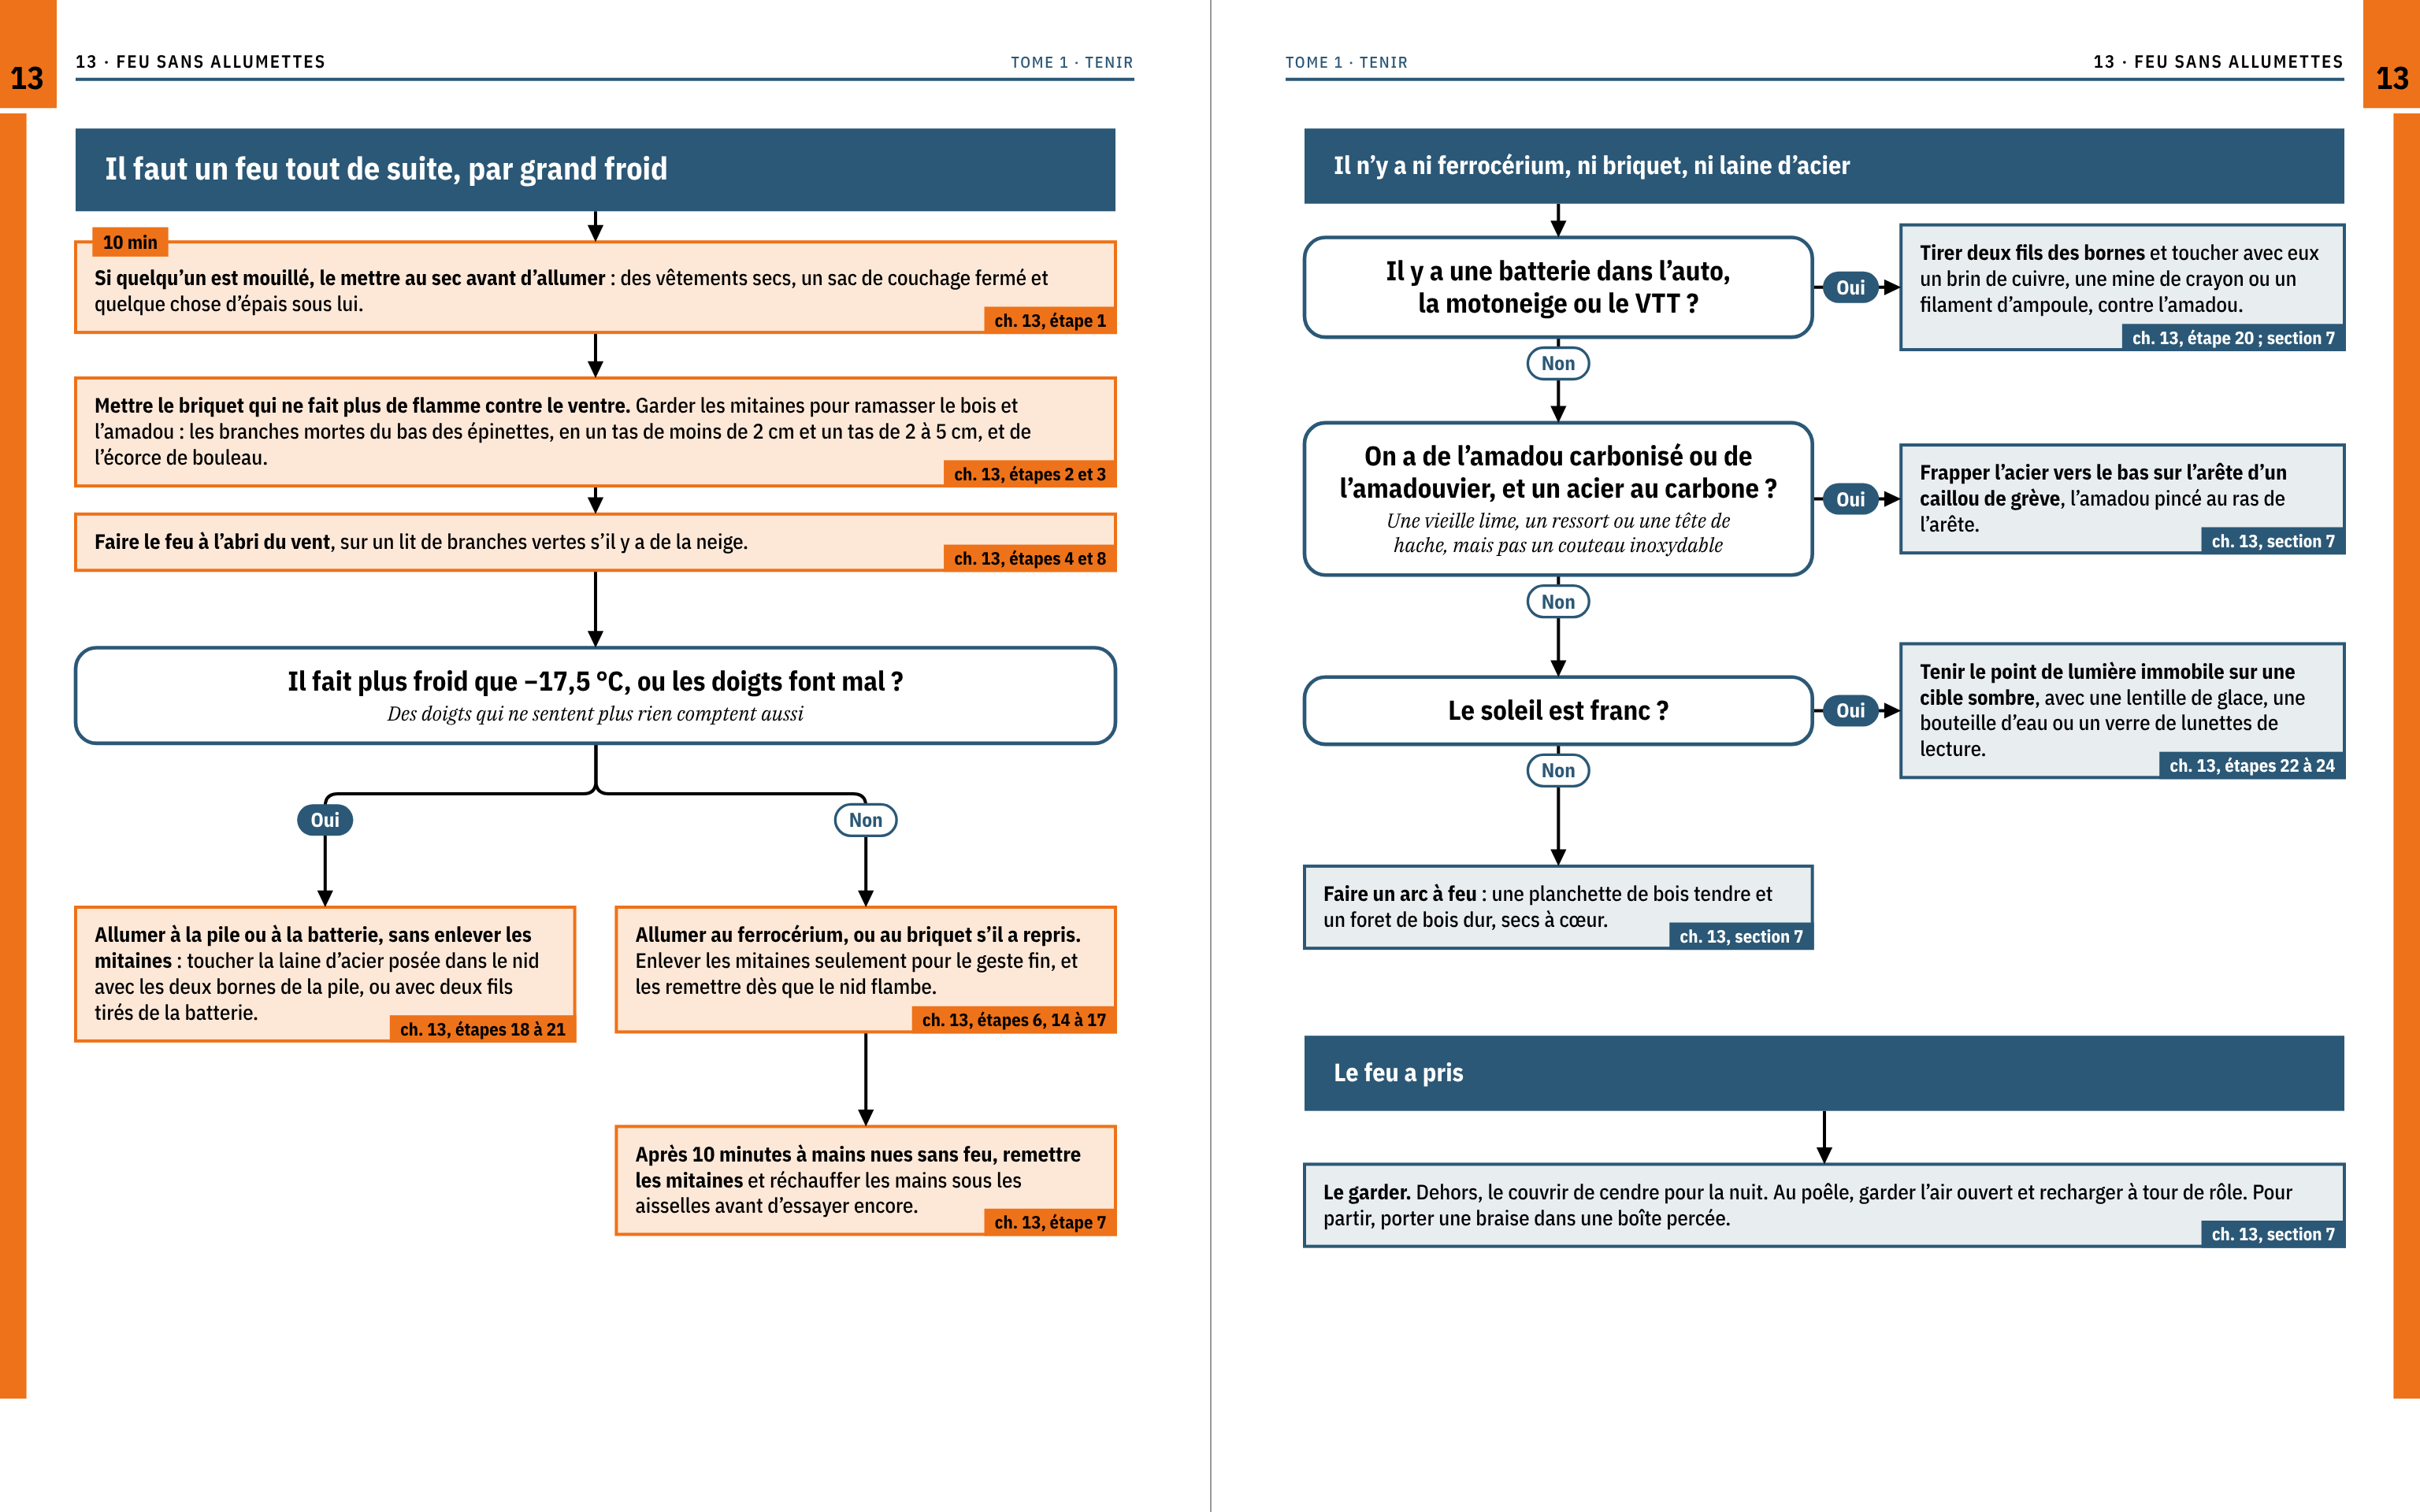 13
13 · FEU SANS ALLUMETTES
TOME 1 · TENIR
Il faut un feu tout de suite, par grand froid
10 min
Si quelqu’un est mouillé, le mettre au sec avant d’allumer : des vêtements secs, un sac de couchage fermé et
quelque chose d’épais sous lui.
ch. 13, étape 1
Mettre le briquet qui ne fait plus de flamme contre le ventre. Garder les mitaines pour ramasser le bois et
l’amadou : les branches mortes du bas des épinettes, en un tas de moins de 2 cm et un tas de 2 à 5 cm, et de
l’écorce de bouleau.
ch. 13, étapes 2 et 3
Faire le feu à l’abri du vent, sur un lit de branches vertes s’il y a de la neige.
ch. 13, étapes 4 et 8
Il fait plus froid que −17,5 °C, ou les doigts font mal ?
Des doigts qui ne sentent plus rien comptent aussi
Oui
Non
Allumer à la pile ou à la batterie, sans enlever les
mitaines : toucher la laine d’acier posée dans le nid
avec les deux bornes de la pile, ou avec deux fils
tirés de la batterie.
ch. 13, étapes 18 à 21
Allumer au ferrocérium, ou au briquet s’il a repris.
Enlever les mitaines seulement pour le geste fin, et
les remettre dès que le nid flambe.
ch. 13, étapes 6, 14 à 17
Après 10 minutes à mains nues sans feu, remettre
les mitaines et réchauffer les mains sous les
aisselles avant d’essayer encore.
ch. 13, étape 7
TOME 1 · TENIR
13 · FEU SANS ALLUMETTES
13
Il n’y a ni ferrocérium, ni briquet, ni laine d’acier
Il y a une batterie dans l’auto,
la motoneige ou le VTT ?
Oui
Tirer deux fils des bornes et toucher avec eux
un brin de cuivre, une mine de crayon ou un
filament d’ampoule, contre l’amadou.
ch. 13, étape 20 ; section 7
Non
On a de l’amadou carbonisé ou de
l’amadouvier, et un acier au carbone ?
Une vieille lime, un ressort ou une tête de
hache, mais pas un couteau inoxydable
Oui
Frapper l’acier vers le bas sur l’arête d’un
caillou de grève, l’amadou pincé au ras de
l’arête.
ch. 13, section 7
Non
Le soleil est franc ?
Oui
Tenir le point de lumière immobile sur une
cible sombre, avec une lentille de glace, une
bouteille d’eau ou un verre de lunettes de
lecture.
ch. 13, étapes 22 à 24
Non
Faire un arc à feu : une planchette de bois tendre et
un foret de bois dur, secs à cœur.
ch. 13, section 7
Le feu a pris
Le garder. Dehors, le couvrir de cendre pour la nuit. Au poêle, garder l’air ouvert et recharger à tour de rôle. Pour
partir, porter une braise dans une boîte percée.
ch. 13, section 7